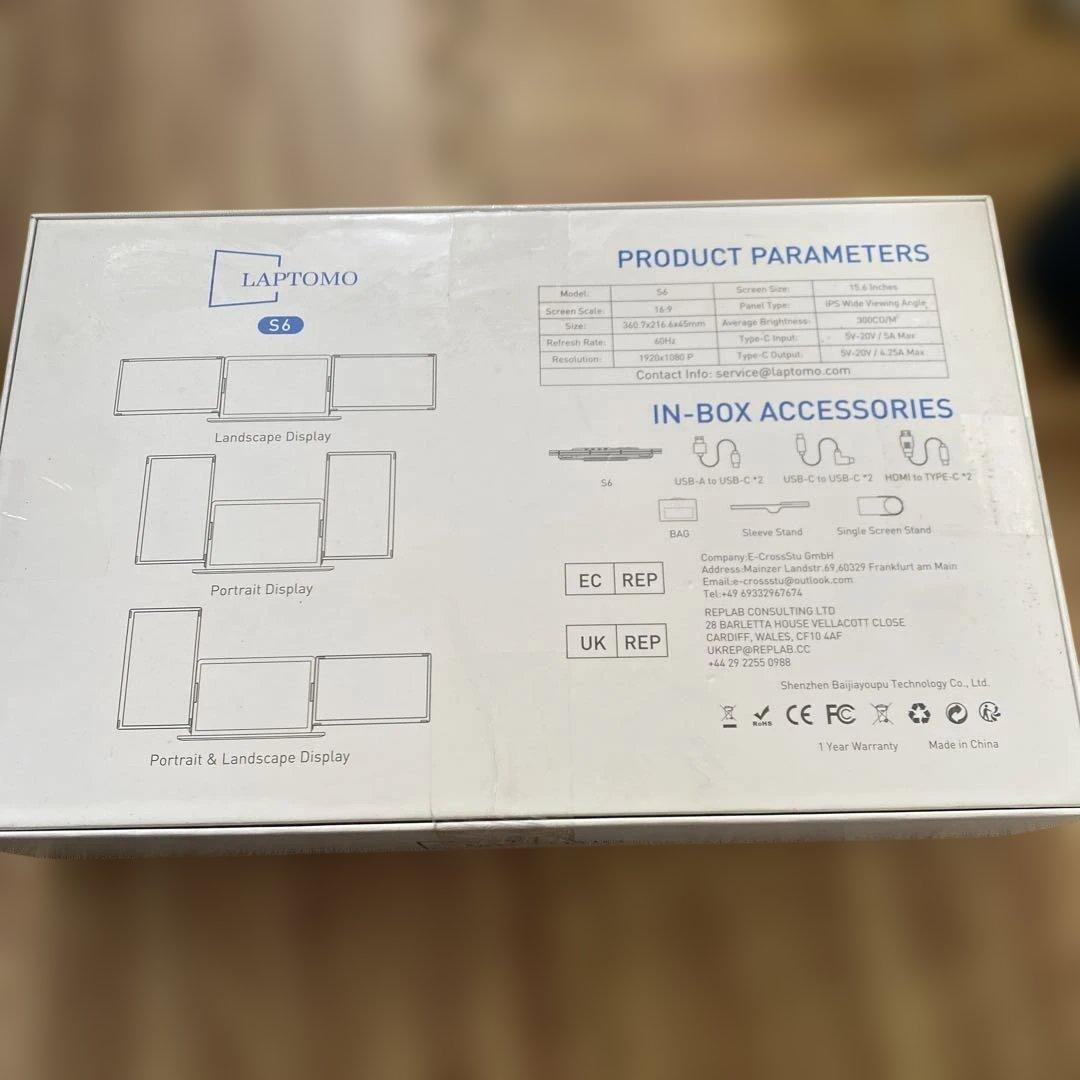 LAPTOMO
S6
Landscape Display
Portrait Display
Portrait & Landscape Display
PRODUCT PARAMETERS
Model: S6 Screen Size: 15.6 Inches
Screen Scale: 16:9 Panel Type: IPS Wide Viewing Angle
Size: 360.7x216.6x45mm Average Brightness: 300CD/M²
Refresh Rate: 60Hz Type-C Input: 5V-20V / 5A Max
Resolution: 1920x1080 P Type-C Output: 5V-20V / 4.25A Max
Contact Info: service@laptomo.com
IN-BOX ACCESSORIES
S6 USB-A to USB-C *2 USB-C to USB-C *2 HDMI to TYPE-C *2
BAG Sleeve Stand Single Screen Stand
EC REP
Company:E-CrossStu GmbH
Address:Mainzer Landstr.69,60329 Frankfurt am Main
Email:e-crossstu@outlook.com
Tel:+49 69332967674
UK REP
REPLAB CONSULTING LTD
28 BARLETTA HOUSE VELLACOTT CLOSE
CARDIFF, WALES, CF10 4AF
UKREP@REPLAB.CC
+44 29 2255 0988
Shenzhen Baijiayoupu Technology Co., Ltd.
RoHS CE FC
1 Year Warranty Made in China